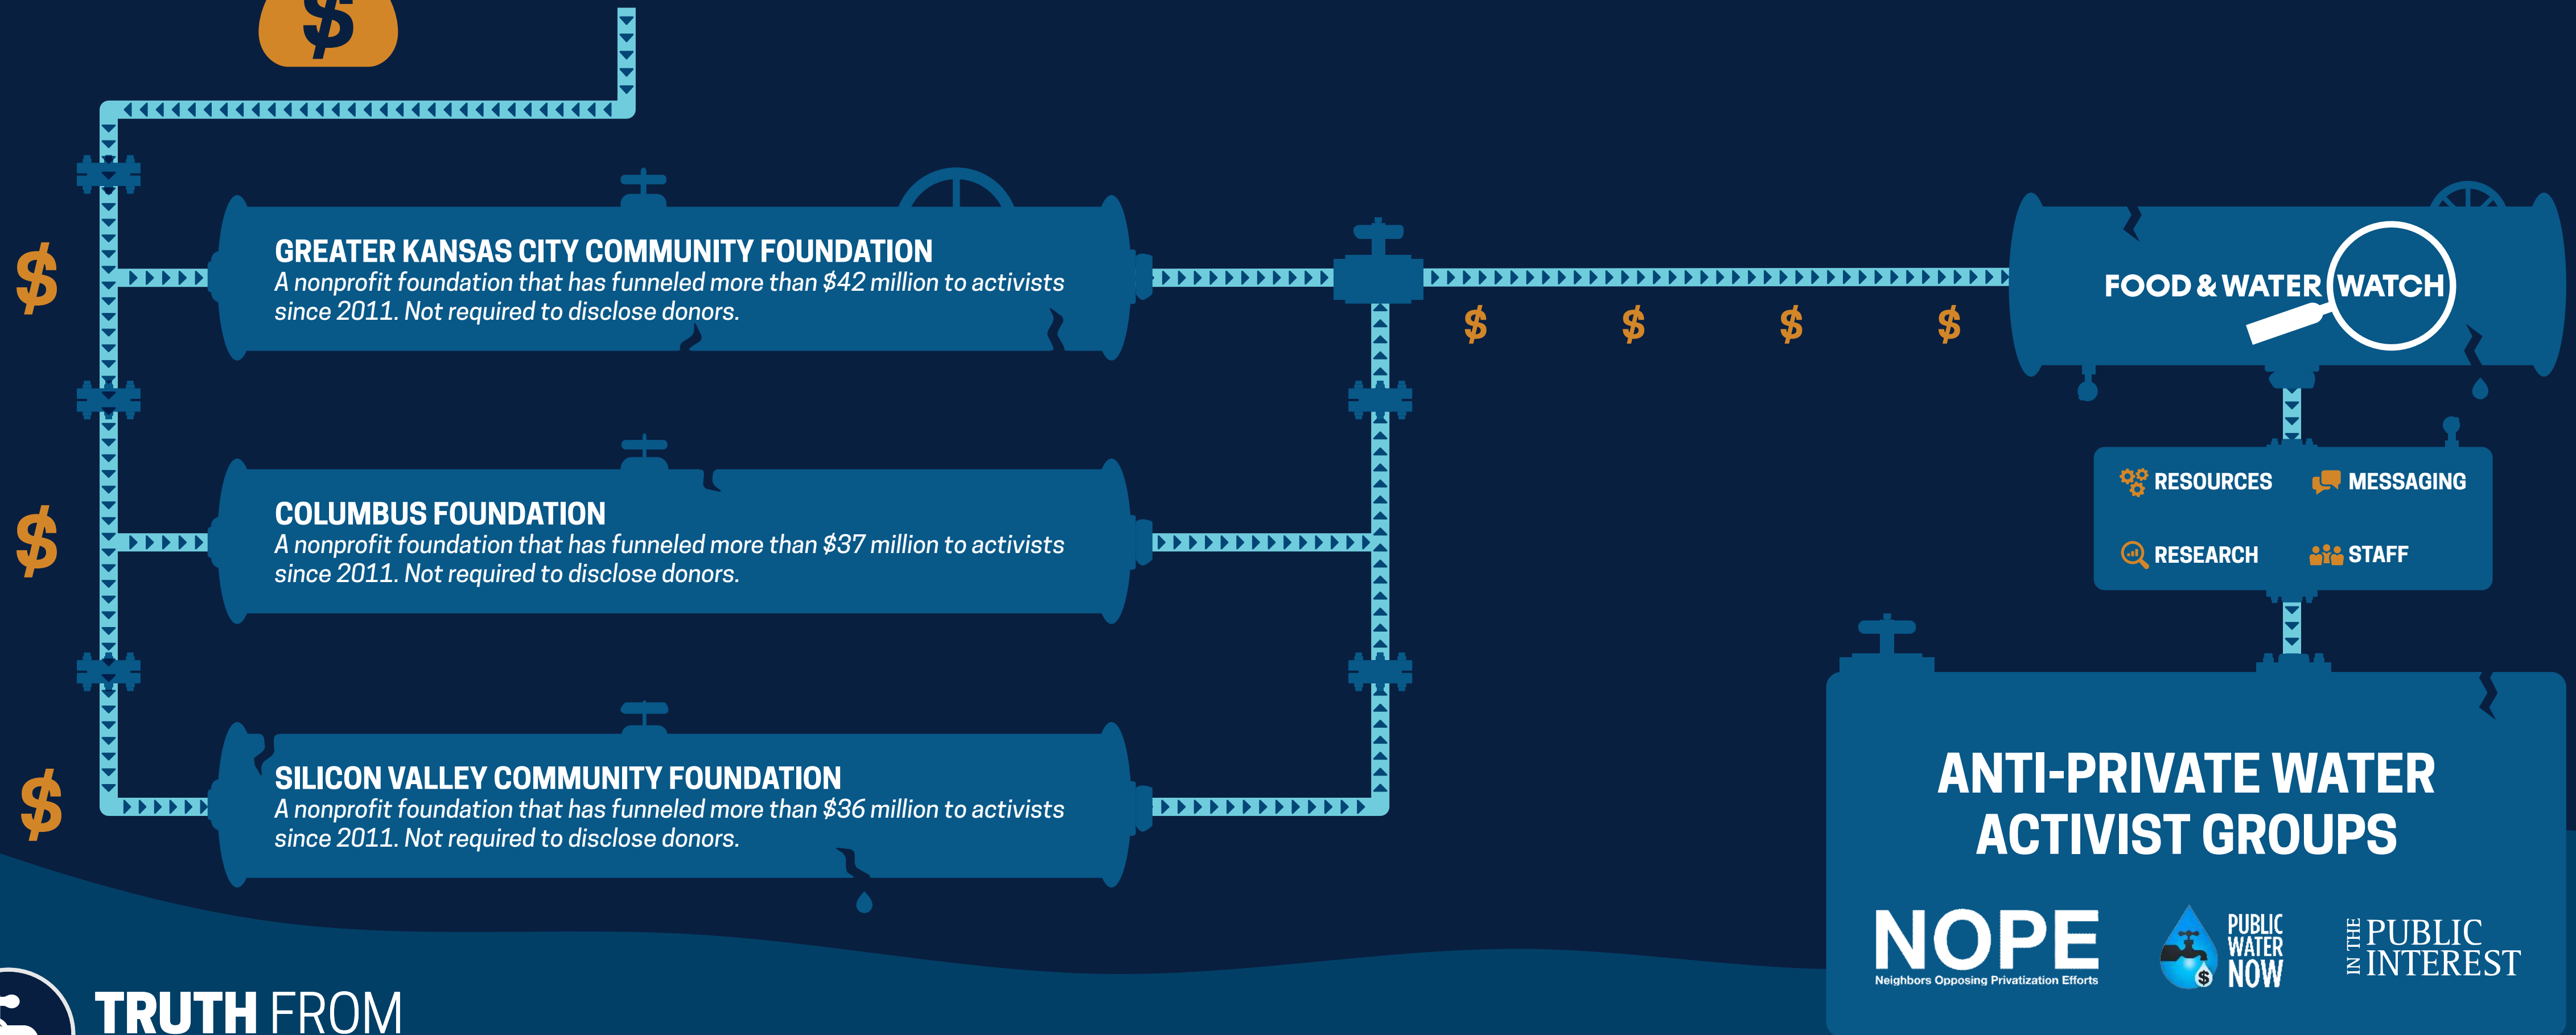 $
$
GREATER KANSAS CITY COMMUNITY FOUNDATION
A nonprofit foundation that has funneled more than $42 million to activists
since 2011. Not required to disclose donors.
$ $ $ $
FOOD & WATER WATCH
RESOURCES MESSAGING
RESEARCH STAFF
$
COLUMBUS FOUNDATION
A nonprofit foundation that has funneled more than $37 million to activists
since 2011. Not required to disclose donors.
$
SILICON VALLEY COMMUNITY FOUNDATION
A nonprofit foundation that has funneled more than $36 million to activists
since 2011. Not required to disclose donors.
ANTI-PRIVATE WATER
ACTIVIST GROUPS
NOPE
Neighbors Opposing Privatization Efforts
$
PUBLIC
WATER
NOW
IN THE
PUBLIC
INTEREST
TRUTH FROM